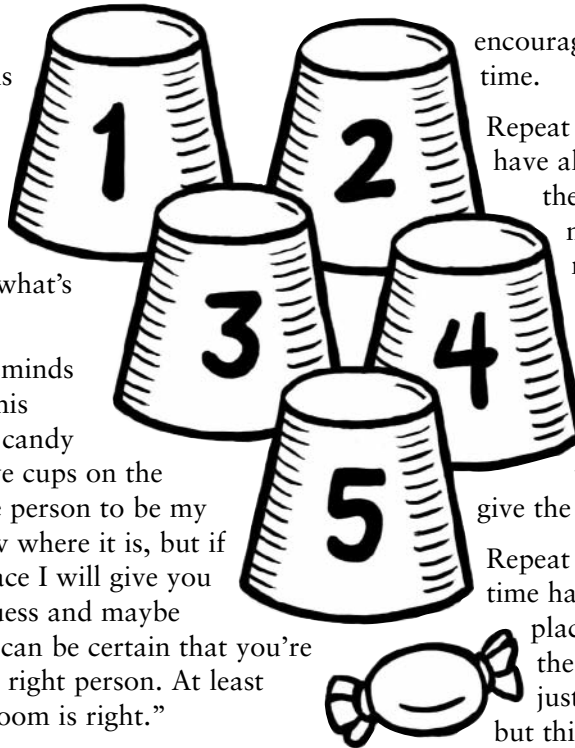 1
2
3
4
5
is
what's
minds
his
candy
ve cups on the
e person to be my
where it is, but if
ace I will give you
uess and maybe
can be certain that you're
right person. At least
oom is right.”
encourag
time.
Repeat
have al
the
give the
Repeat
time ha
plac
the
just
but thi